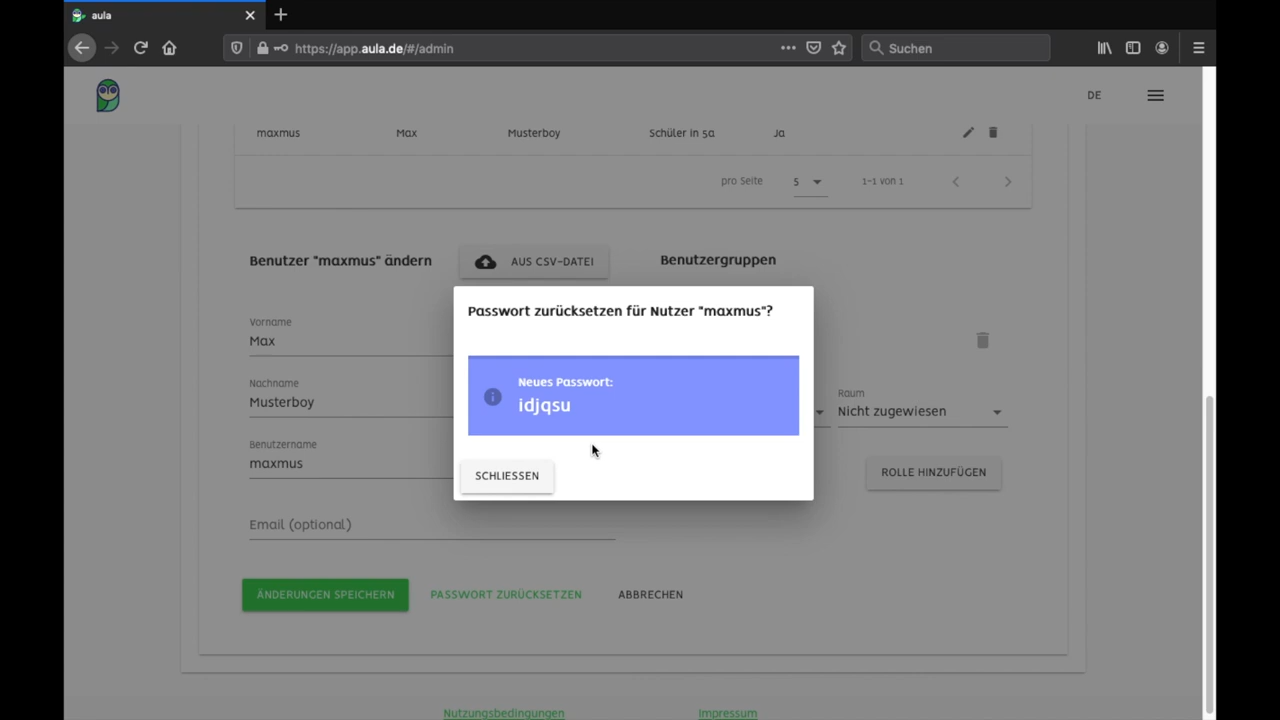 aula
https://app.aula.de/#/admin
Suchen
DE
maxmus Max Musterboy Schüler in 5a Ja
pro Seite 5 1-1 von 1
Benutzer "maxmus" ändern AUS CSV-DATEI Benutzergruppen
Passwort zurücksetzen für Nutzer "maxmus"?
Vorname
Max
Neues Passwort:
idjqsu
Nachname
Musterboy
Raum
Nicht zugewiesen
Benutzername
maxmus
SCHLIESSEN
ROLLE HINZUFÜGEN
Email (optional)
ÄNDERUNGEN SPEICHERN PASSWORT ZURÜCKSETZEN ABBRECHEN
Nutzungsbedingungen Impressum